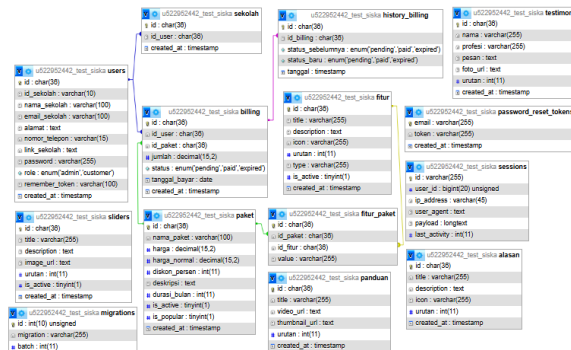 u522952442_test_siska sekolah
id : char(36)
id_user : char(36)
created_at : timestamp
u522952442_test_siska history_billing
id : char(36)
id_billing : char(36)
status_sebelumnya : enum('pending','paid','expired')
status_baru : enum('pending','paid','expired')
tanggal : timestamp
u522952442_test_siska testimoni
id : char(36)
nama : varchar(255)
profesi : varchar(255)
pesan : text
foto_url : text
urutan : int(11)
created_at : timestamp
u522952442_test_siska users
id : char(36)
id_sekolah : varchar(10)
nama_sekolah : varchar(100)
email_sekolah : varchar(100)
alamat : text
nomor_telepon : varchar(15)
link_sekolah : text
password : varchar(255)
role : enum('admin','customer')
remember_token : varchar(100)
created_at : timestamp
u522952442_test_siska billing
id : char(36)
id_user : char(36)
id_paket : char(36)
jumlah : decimal(15,2)
status : enum('pending','paid','expired')
tanggal_bayar : date
created_at : timestamp
u522952442_test_siska fitur
id : char(36)
title : varchar(255)
description : text
icon : varchar(255)
urutan : int(11)
type : varchar(255)
is_active : tinyint(1)
created_at : timestamp
u522952442_test_siska password_reset_tokens
email : varchar(255)
token : varchar(255)
created_at : timestamp
u522952442_test_siska sessions
id : varchar(255)
user_id : bigint(20) unsigned
ip_address : varchar(45)
user_agent : text
payload : longtext
last_activity : int(11)
u522952442_test_siska sliders
id : char(36)
title : varchar(255)
description : text
image_url : text
urutan : int(11)
is_active : tinyint(1)
created_at : timestamp
u522952442_test_siska paket
id : char(36)
nama_paket : varchar(100)
harga : decimal(15,2)
harga_normal : decimal(15,2)
diskon_persen : int(11)
deskripsi : text
durasi_bulan : int(11)
is_active : tinyint(1)
is_popular : tinyint(1)
created_at : timestamp
u522952442_test_siska fitur_paket
id : char(36)
id_paket : char(36)
id_fitur : char(36)
value : varchar(255)
u522952442_test_siska alasan
id : char(36)
title : varchar(255)
description : text
icon : varchar(255)
urutan : int(11)
created_at : timestamp
u522952442_test_siska panduan
id : char(36)
title : varchar(255)
video_url : text
thumbnail_url : text
urutan : int(11)
created_at : timestamp
u522952442_test_siska migrations
id : int(10) unsigned
migration : varchar(255)
batch : int(11)